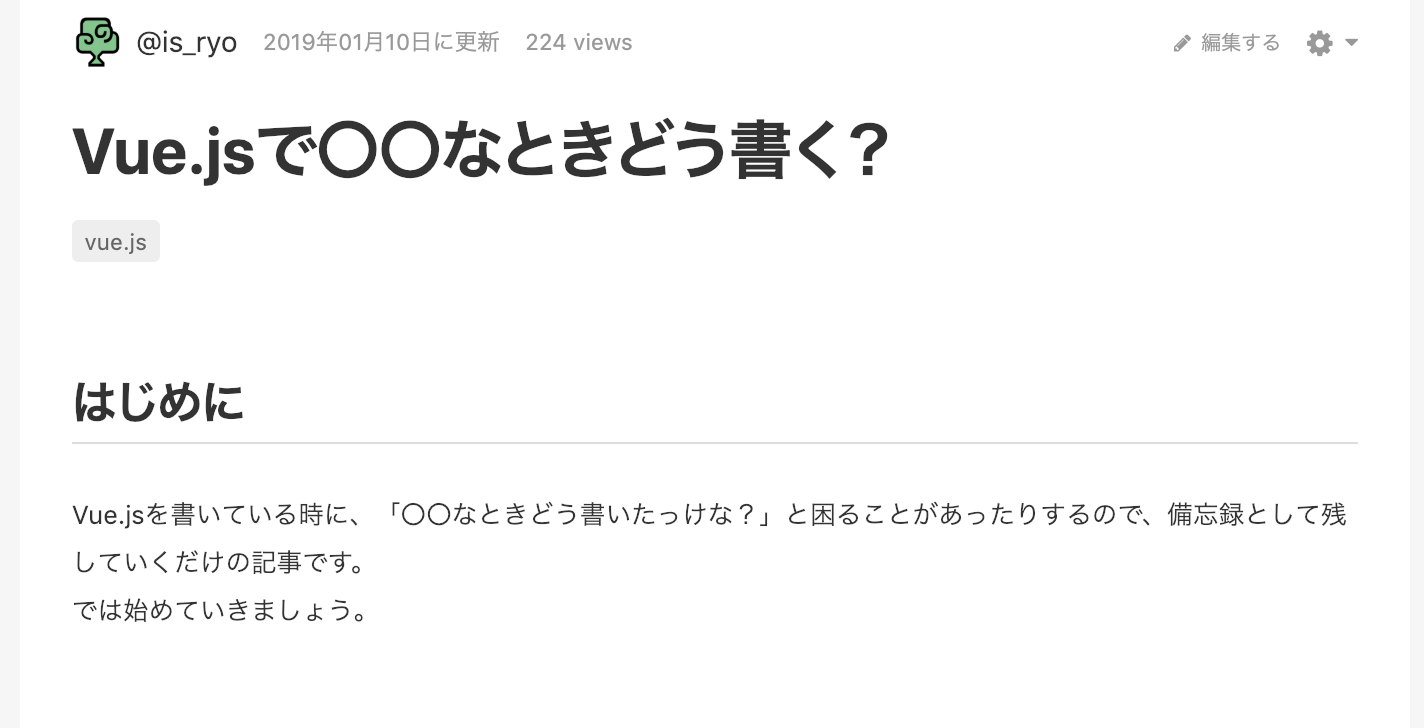 @is_ryo 2019年01月10日に更新 224 views 編集する
Vue.jsで〇〇なときどう書く?
vue.js
はじめに
Vue.jsを書いている時に、「〇〇なときどう書いたっけな?」と困ることがあったりするので、備忘録として残
していくだけの記事です。
では始めていきましょう。